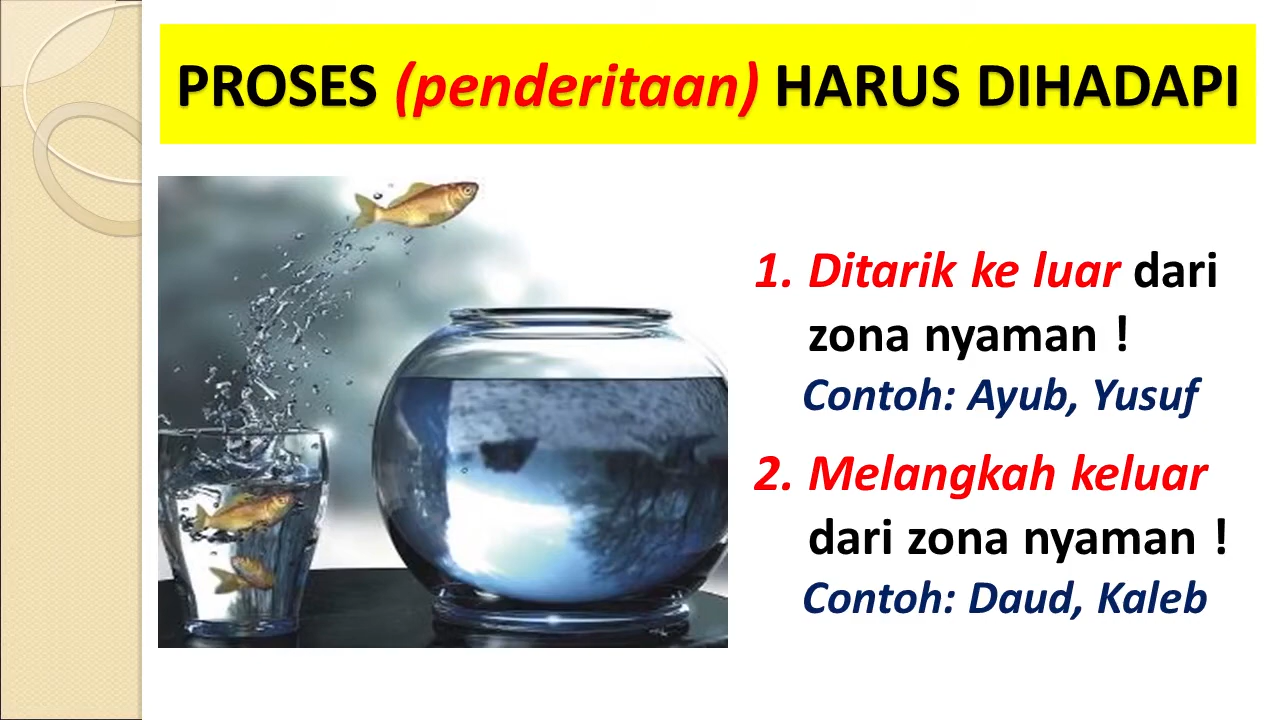 PROSES (penderitaan) HARUS DIHADAPI
1. Ditarik ke luar dari
zona nyaman !
Contoh: Ayub, Yusuf
2. Melangkah keluar
dari zona nyaman !
Contoh: Daud, Kaleb